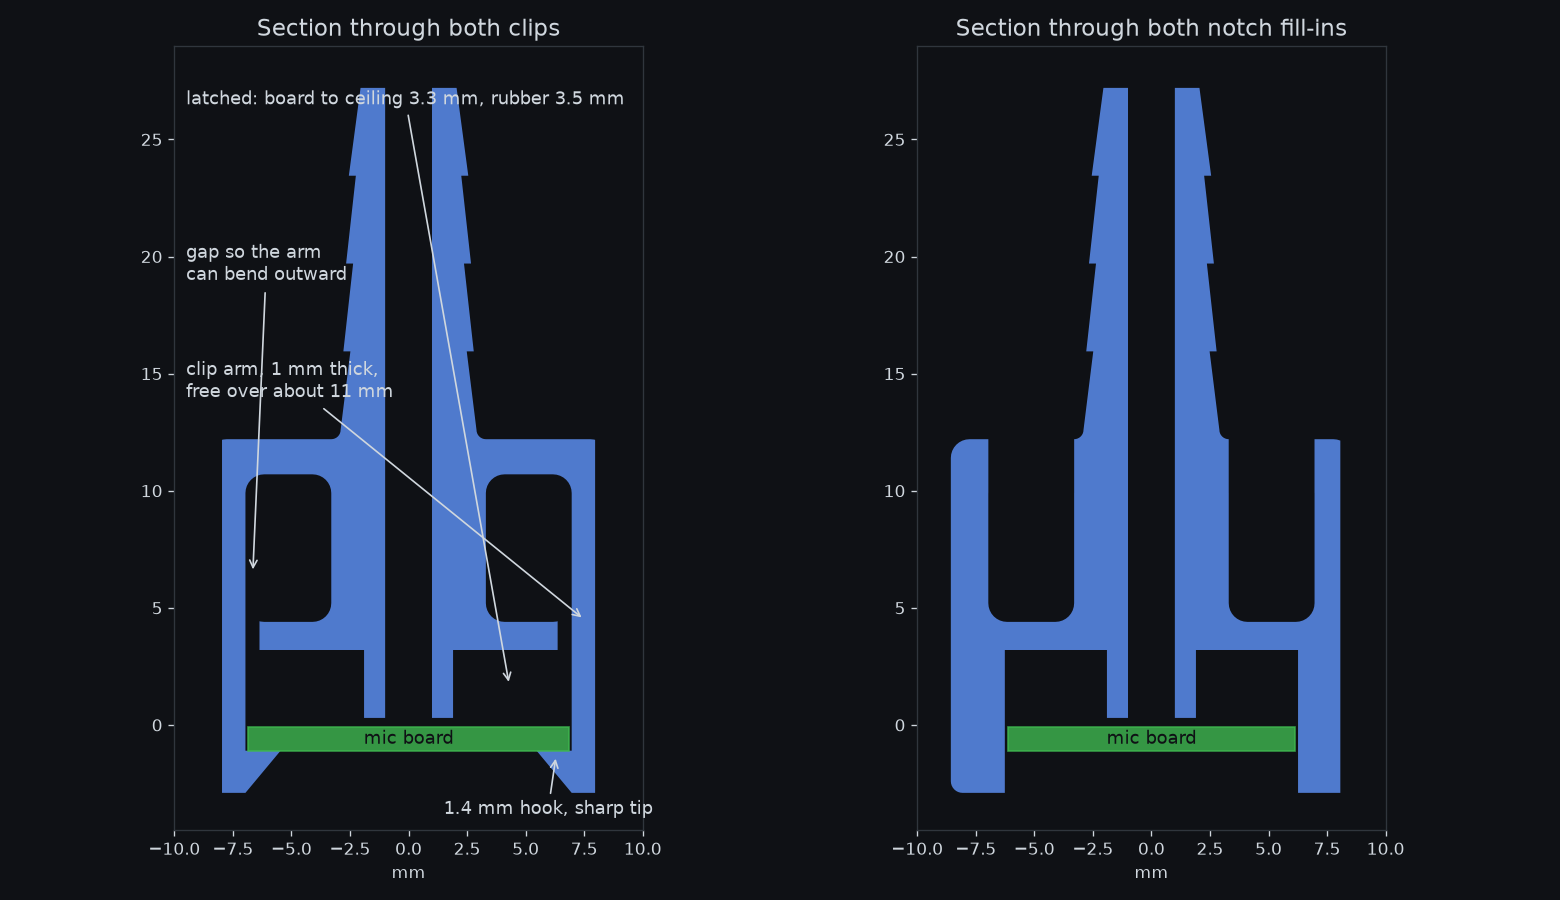 Section through both clips
latched: board to ceiling 3.3 mm, rubber 3.5 mm
gap so the arm
can bend outward
clip arm, 1 mm thick,
free over about 11 mm
mic board
1.4 mm hook, sharp tip
25
20
15
10
5
0
−10.0 −7.5 −5.0 −2.5 0.0 2.5 5.0 7.5 10.0
mm
Section through both notch fill-ins
25
20
15
10
5
0
mic board
−10.0 −7.5 −5.0 −2.5 0.0 2.5 5.0 7.5 10.0
mm